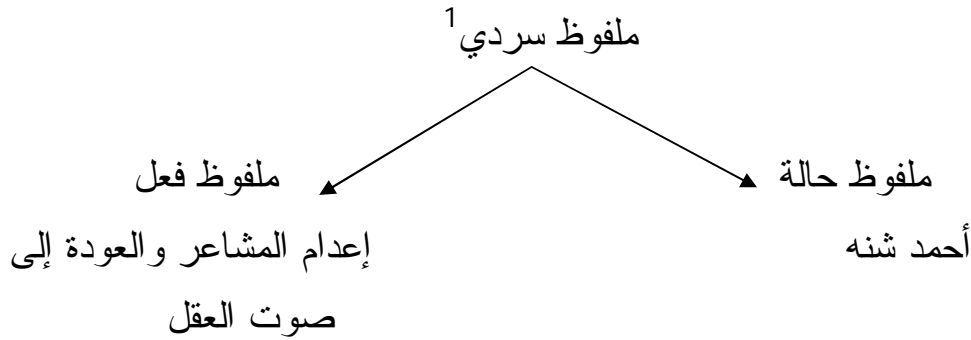 ملفوظ سردي1
ملفوظ حالة
أحمد شنه
ملفوظ فعل
إعدام المشاعر والعودة إلى
صوت العقل